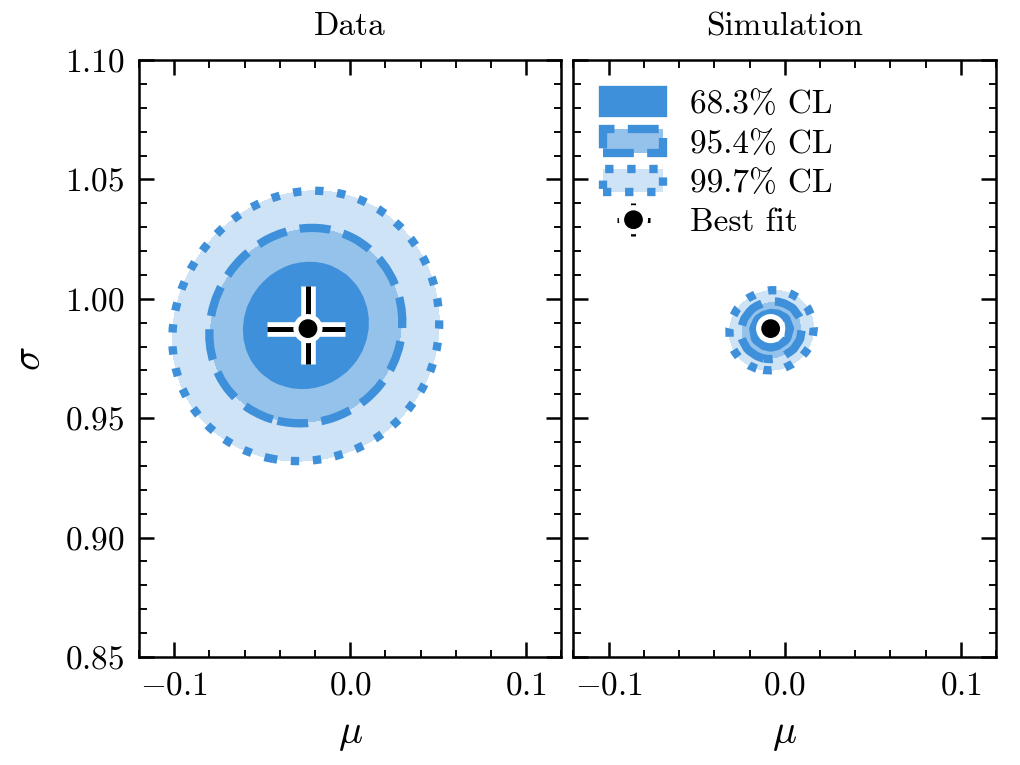 Data
Simulation
1.10
1.05
1.00
0.95
0.90
0.85
σ
68.3% CL
95.4% CL
99.7% CL
Best fit
−0.1 0.0 0.1
−0.1 0.0 0.1
μ
μ